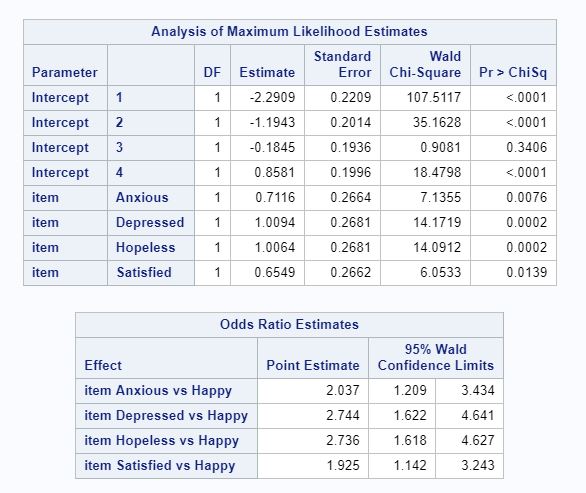 Analysis of Maximum Likelihood Estimates
Parameter DF Estimate Standard Error Wald Chi-Square Pr > ChiSq
Intercept 1 1 -2.2909 0.2209 107.5117 <.0001
Intercept 2 1 -1.1943 0.2014 35.1628 <.0001
Intercept 3 1 -0.1845 0.1936 0.9081 0.3406
Intercept 4 1 0.8581 0.1996 18.4798 <.0001
item Anxious 1 0.7116 0.2664 7.1355 0.0076
item Depressed 1 1.0094 0.2681 14.1719 0.0002
item Hopeless 1 1.0064 0.2681 14.0912 0.0002
item Satisfied 1 0.6549 0.2662 6.0533 0.0139
Odds Ratio Estimates
Effect Point Estimate 95% Wald Confidence Limits
item Anxious vs Happy 2.037 1.209 3.434
item Depressed vs Happy 2.744 1.622 4.641
item Hopeless vs Happy 2.736 1.618 4.627
item Satisfied vs Happy 1.925 1.142 3.243